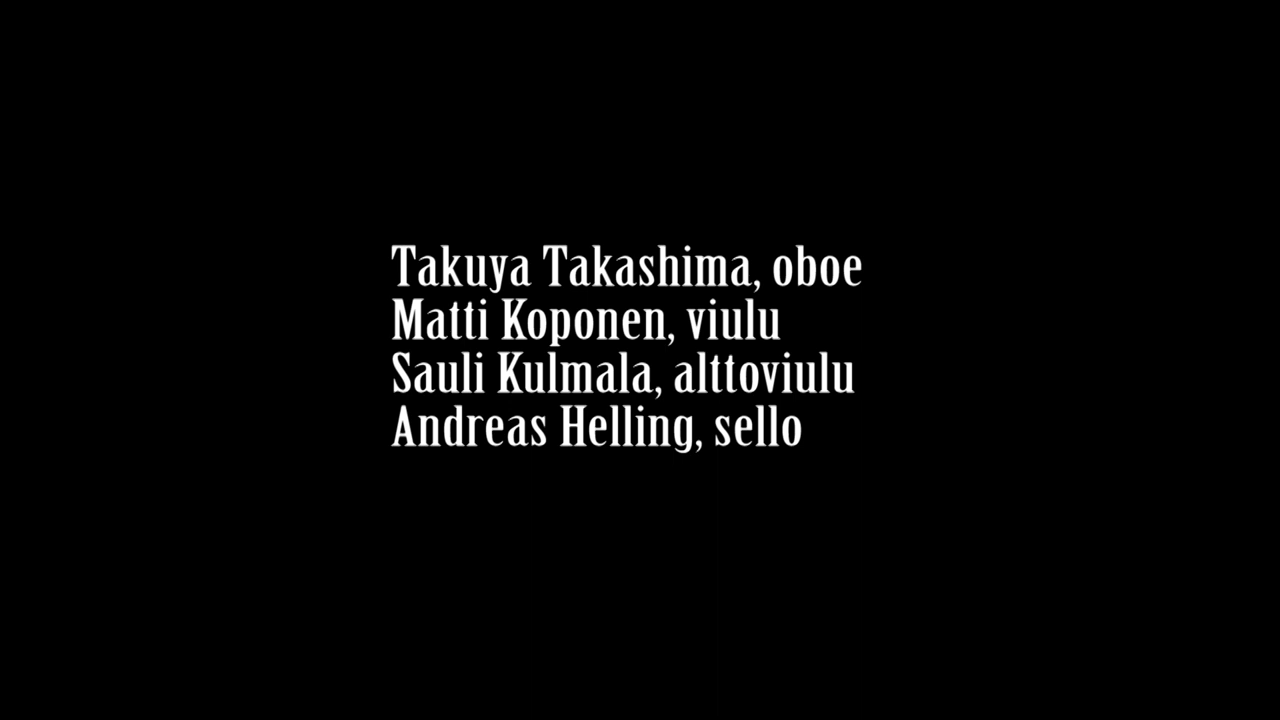 Takuya Takashima, oboe
Matti Koponen, viulu
Sauli Kulmala, alttoviulu
Andreas Helling, sello